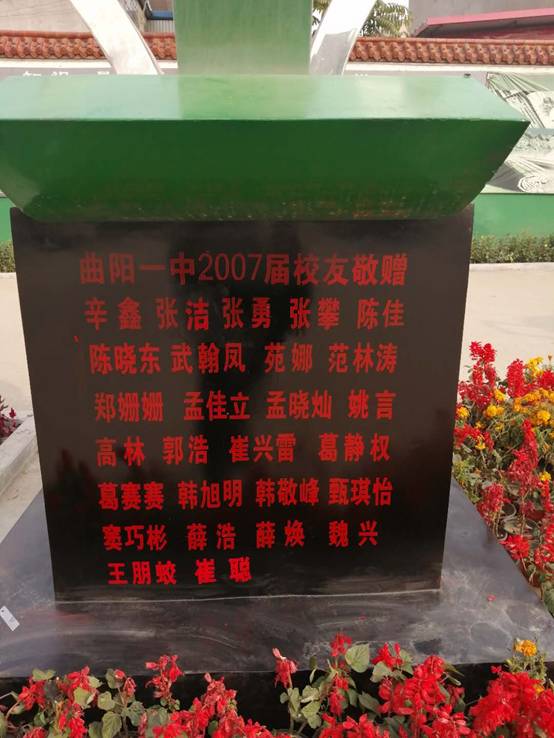 曲阳一中2007届校友敬赠
辛鑫 张洁 张勇 张攀 陈佳
陈晓东 武翰凤 苑娜 范林涛
郑姗姗 孟佳立 孟晓灿 姚言
高林 郭浩 崔兴雷 葛静权
葛赛赛 韩旭明 韩敬峰 甄琪怡
窦巧彬 薛浩 薛焕 魏兴
王朋蛟 崔聪